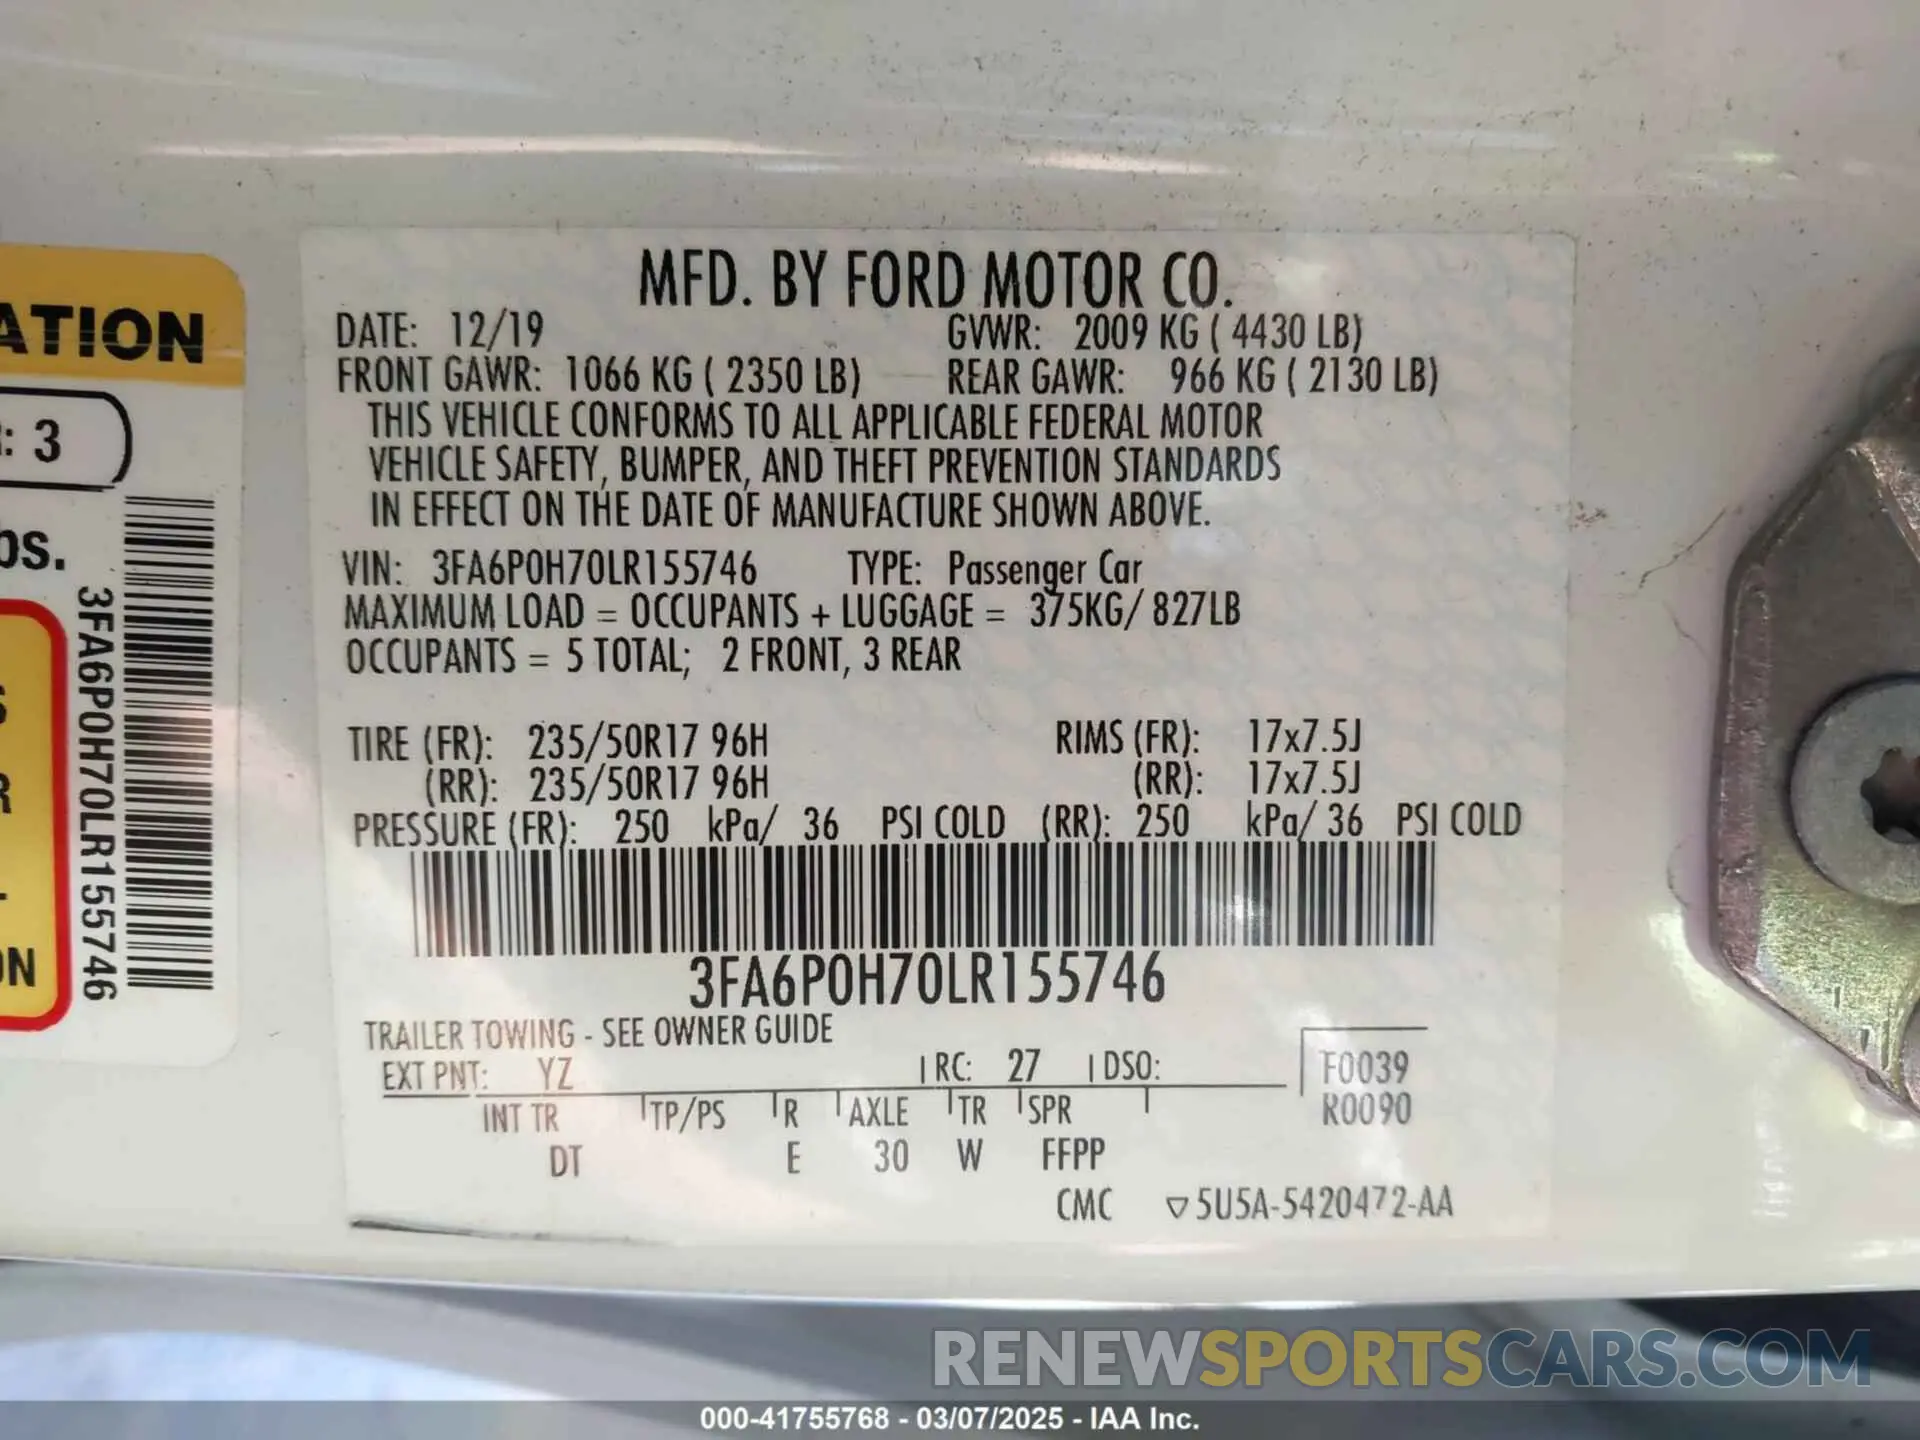 ATION
: 3
bs.
3FA6P0H70LR155746
R
ON
MFD. BY FORD MOTOR CO.
DATE: 12/19 GVWR: 2009 KG ( 4430 LB)
FRONT GAWR: 1066 KG ( 2350 LB) REAR GAWR: 966 KG ( 2130 LB)
THIS VEHICLE CONFORMS TO ALL APPLICABLE FEDERAL MOTOR
VEHICLE SAFETY, BUMPER, AND THEFT PREVENTION STANDARDS
IN EFFECT ON THE DATE OF MANUFACTURE SHOWN ABOVE.
VIN: 3FA6P0H70LR155746 TYPE: Passenger Car
MAXIMUM LOAD = OCCUPANTS + LUGGAGE = 375KG/ 827LB
OCCUPANTS = 5 TOTAL; 2 FRONT, 3 REAR
TIRE (FR): 235/50R17 96H RIMS (FR): 17x7.5J
(RR): 235/50R17 96H (RR): 17x7.5J
PRESSURE (FR): 250 kPa/ 36 PSI COLD (RR): 250 kPa/ 36 PSI COLD
3FA6P0H70LR155746
TRAILER TOWING - SEE OWNER GUIDE
EXT PNT: YZ RC: 27 DSO: F0039
INT TR TP/PS R AXLE TR SPR R0090
DT E 30 W FFPP
CMC ▽5U5A-5420472-AA
RENEWSPORTSCARS.COM
000-41755768 - 03/07/2025 - IAA Inc.